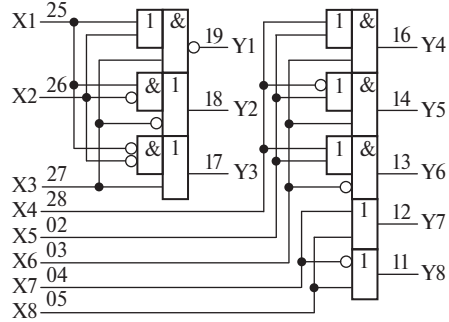 X1 25 1 & 19 Y1
X2 26 & 1 18 Y2
& 1 17 Y3
X3 27
X4 28
X5 02
X6 03
X7 04
X8 05
1 & 16 Y4
& 1 14 Y5
1 & 13 Y6
1 12 Y7
1 11 Y8